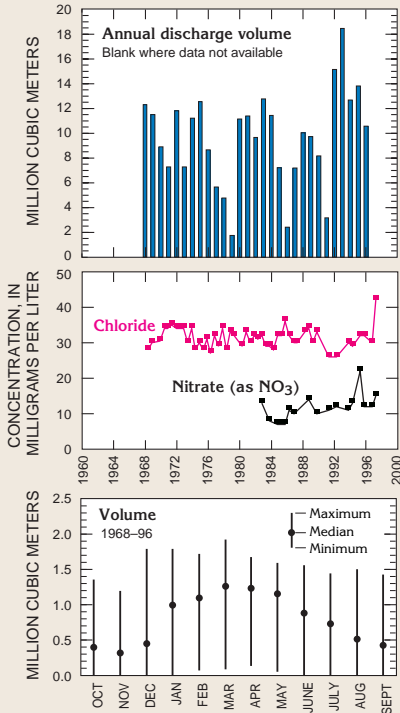 MILLION CUBIC METERS
20
18
16
14
12
10
8
6
4
2
0
Annual discharge volume
Blank where data not available
CONCENTRATION, IN
MILLIGRAMS PER LITER
50
40
30
20
10
0
Chloride
Nitrate (as NO3)
1960
1964
1968
1972
1976
1980
1984
1988
1992
1996
2000
MILLION CUBIC METERS
2.5
2.0
1.5
1.0
0.5
0.0
Volume
1968–96
Maximum
Median
Minimum
OCT
NOV
DEC
JAN
FEB
MAR
APR
MAY
JUNE
JULY
AUG
SEPT